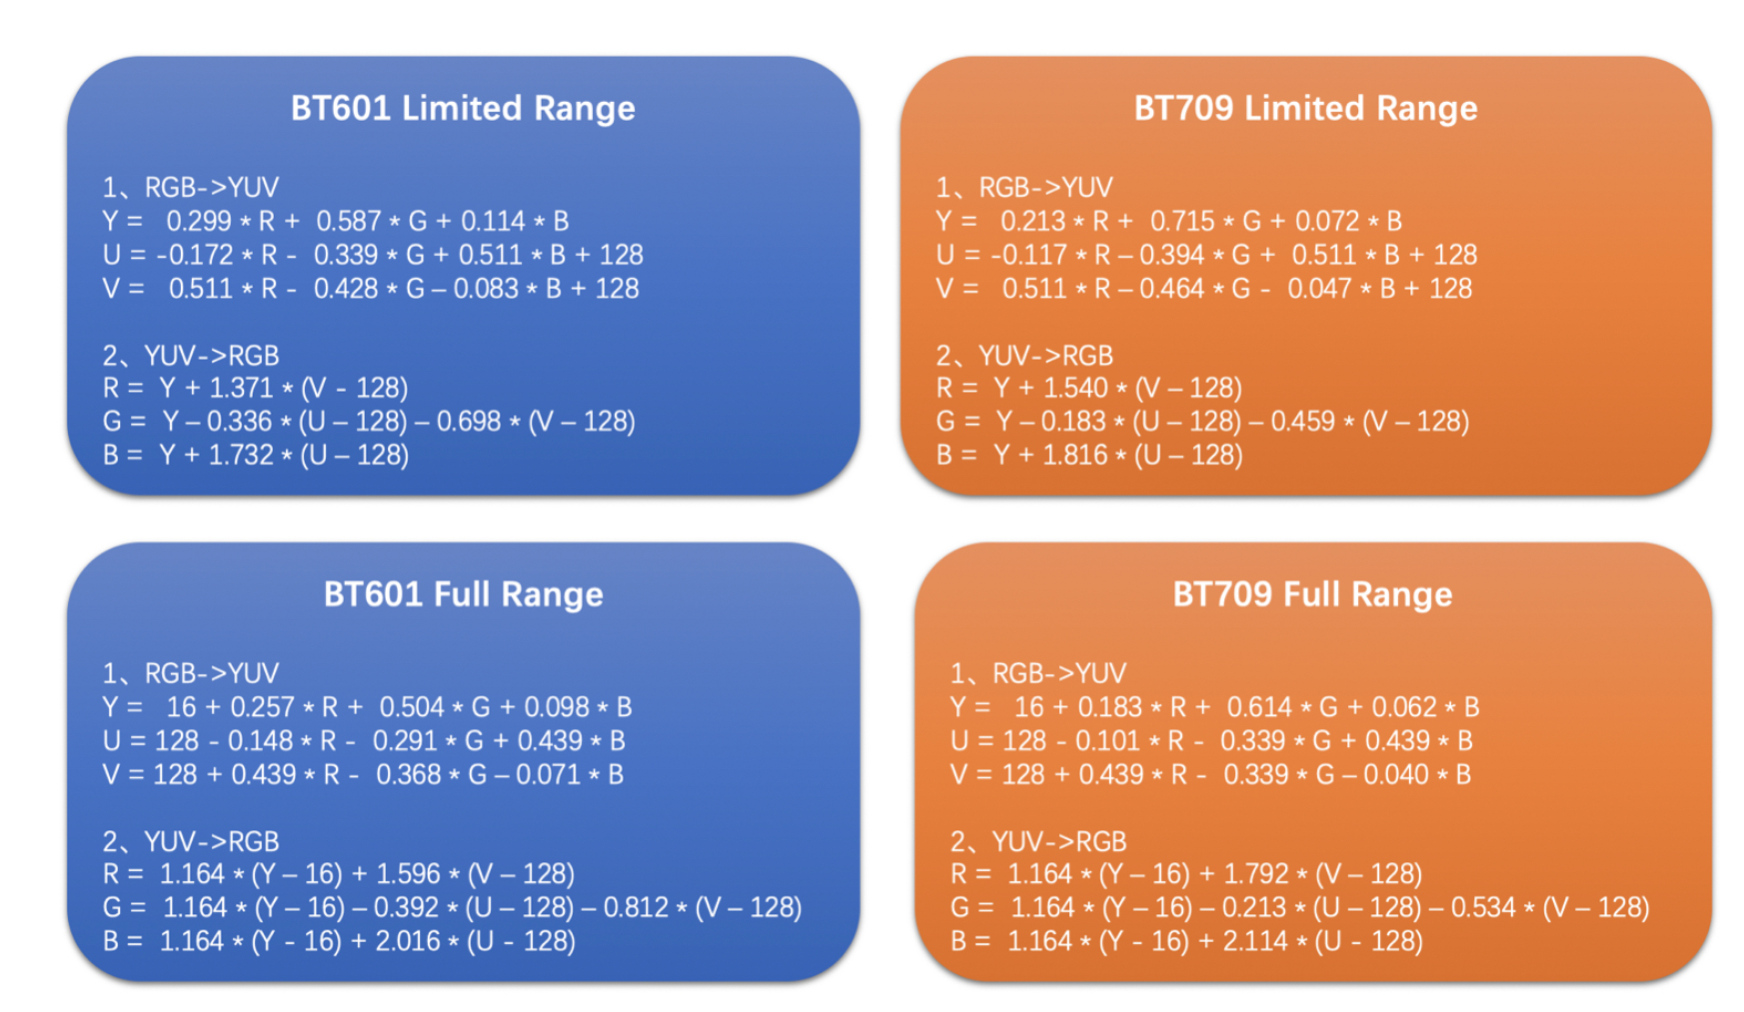 BT601 Limited Range
1、RGB->YUV
Y = 0.299 * R + 0.587 * G + 0.114 * B
U = -0.172 * R - 0.339 * G + 0.511 * B + 128
V = 0.511 * R - 0.428 * G – 0.083 * B + 128
2、YUV->RGB
R = Y + 1.371 * (V - 128)
G = Y – 0.336 * (U – 128) – 0.698 * (V – 128)
B = Y + 1.732 * (U – 128)
BT709 Limited Range
1、RGB->YUV
Y = 0.213 * R + 0.715 * G + 0.072 * B
U = -0.117 * R – 0.394 * G + 0.511 * B + 128
V = 0.511 * R – 0.464 * G - 0.047 * B + 128
2、YUV->RGB
R = Y + 1.540 * (V – 128)
G = Y – 0.183 * (U – 128) – 0.459 * (V – 128)
B = Y + 1.816 * (U – 128)
BT601 Full Range
1、RGB->YUV
Y = 16 + 0.257 * R + 0.504 * G + 0.098 * B
U = 128 - 0.148 * R - 0.291 * G + 0.439 * B
V = 128 + 0.439 * R - 0.368 * G – 0.071 * B
2、YUV->RGB
R = 1.164 * (Y – 16) + 1.596 * (V – 128)
G = 1.164 * (Y – 16) – 0.392 * (U – 128) – 0.812 * (V – 128)
B = 1.164 * (Y - 16) + 2.016 * (U - 128)
BT709 Full Range
1、RGB->YUV
Y = 16 + 0.183 * R + 0.614 * G + 0.062 * B
U = 128 - 0.101 * R - 0.339 * G + 0.439 * B
V = 128 + 0.439 * R - 0.339 * G – 0.040 * B
2、YUV->RGB
R = 1.164 * (Y – 16) + 1.792 * (V – 128)
G = 1.164 * (Y – 16) – 0.213 * (U – 128) – 0.534 * (V – 128)
B = 1.164 * (Y - 16) + 2.114 * (U - 128)